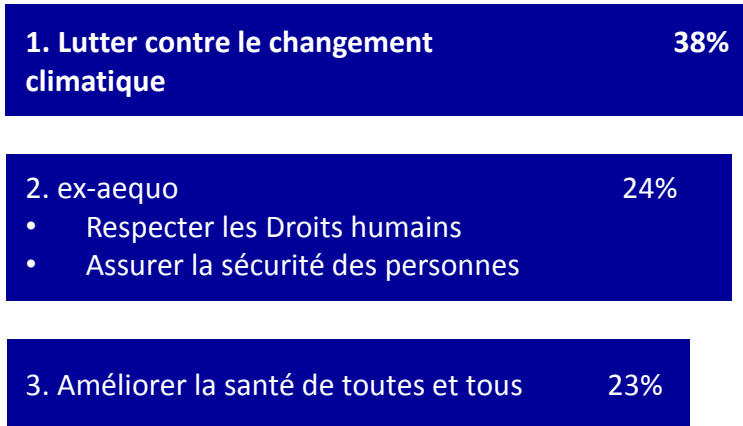 1. Lutter contre le changement 38%
climatique
2. ex-aequo 24%
• Respecter les Droits humains
• Assurer la sécurité des personnes
3. Améliorer la santé de toutes et tous 23%